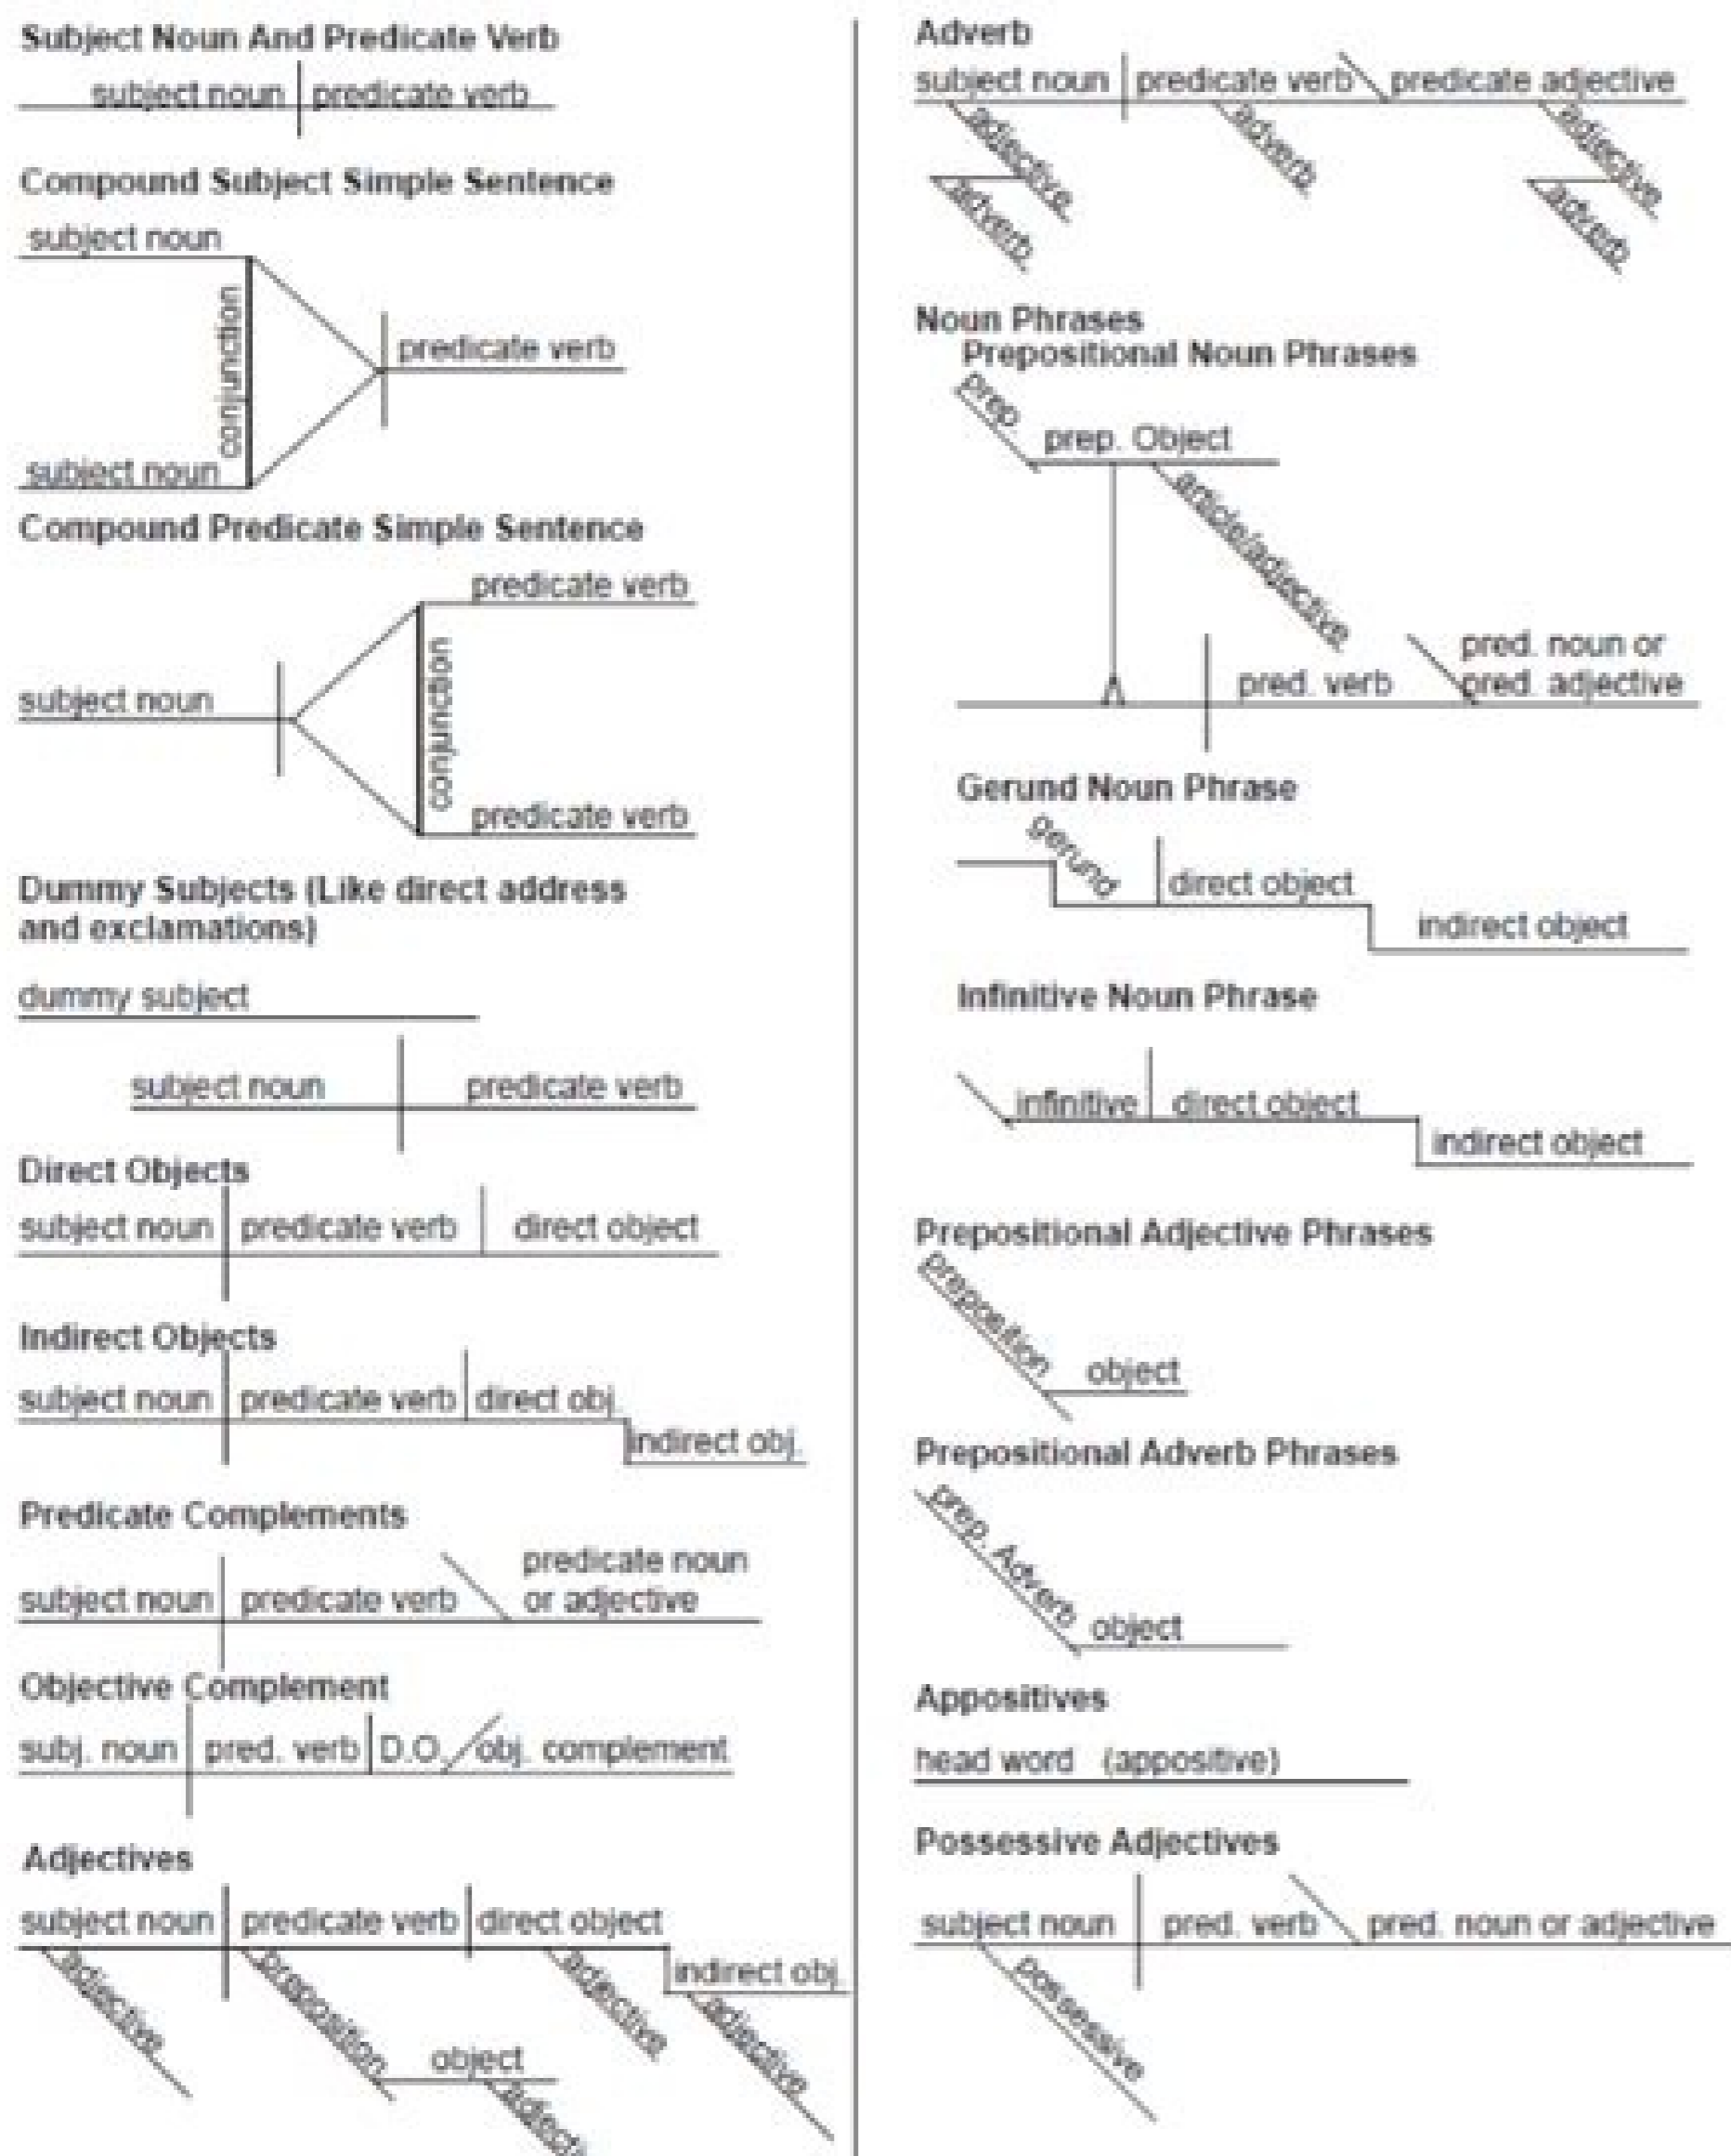 Subject Noun And Predicate Verb
subject noun predicate verb
Compound Subject Simple Sentence
subject noun
conjunction
predicate verb
subject noun
Compound Predicate Simple Sentence
predicate verb
subject noun
conjunction
predicate verb
Dummy Subjects (Like direct address
and exclamations)
dummy subject
subject noun predicate verb
Direct Objects
subject noun predicate verb direct object
Indirect Objects
subject noun predicate verb direct obj.
indirect obj.
Predicate Complements
predicate noun
subject noun predicate verb or adjective
Objective Complement
subj. noun pred. verb D.O. obj. complement
Adjectives
subject noun predicate verb direct object
indirect obj.
adjective preposition adjective adjective
object
Adverb
subject noun predicate verb predicate adjective
adjective adverb adjective
adverb adverb
Noun Phrases
Prepositional Noun Phrases
prep.
prep. Object
article/adjective
pred. noun or
pred. verb pred. adjective
Gerund Noun Phrase
gerund
direct object
indirect object
Infinitive Noun Phrase
infinitive direct object
indirect object
Prepositional Adjective Phrases
preposition
object
Prepositional Adverb Phrases
prep. Adverb
object
Appositives
head word (appositive)
Possessive Adjectives
subject noun pred. verb pred. noun or adjective
possessive